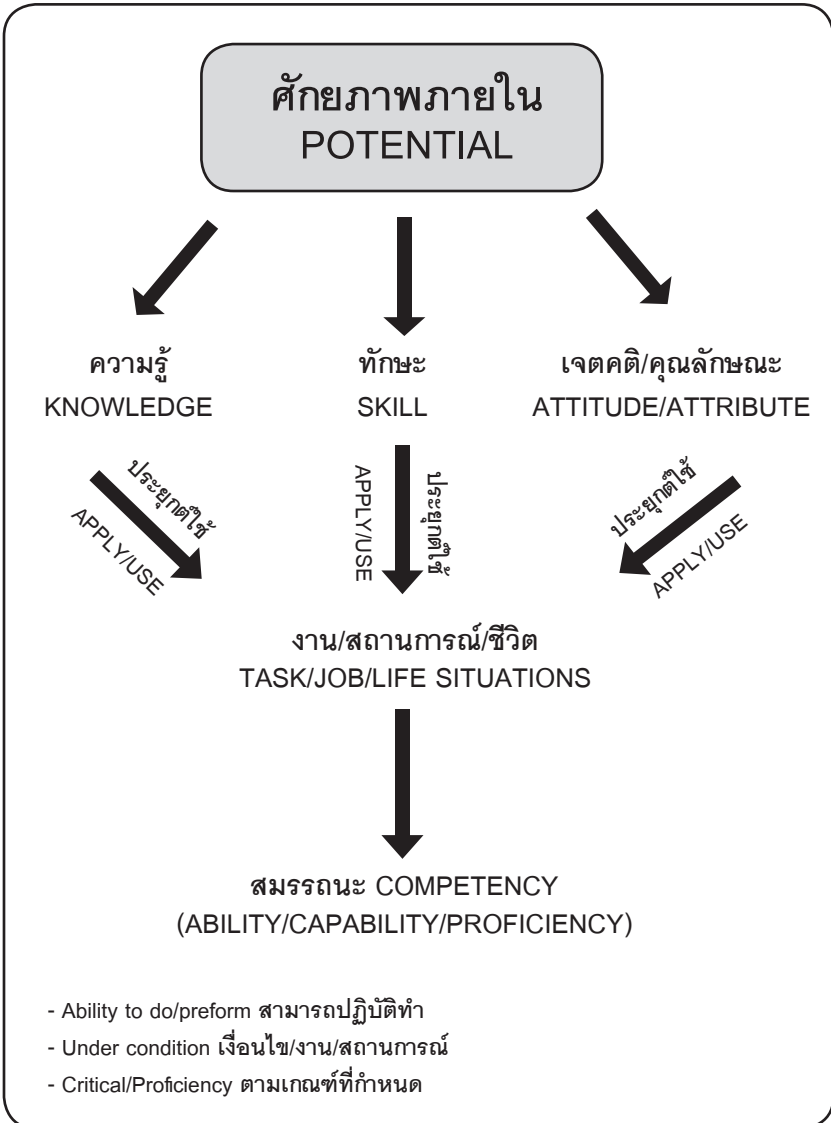 ศักยภาพภายใน
POTENTIAL
ความรู้
KNOWLEDGE
ทักษะ
SKILL
เจตคติ/คุณลักษณะ
ATTITUDE/ATTRIBUTE
ประยุกต์ใช้
APPLY/USE
ประยุกต์ใช้
APPLY/USE
ประยุกต์ใช้
APPLY/USE
งาน/สถานการณ์/ชีวิต
TASK/JOB/LIFE SITUATIONS
สมรรถนะ COMPETENCY
(ABILITY/CAPABILITY/PROFICIENCY)
- Ability to do/preform สามารถปฏิบัติทำ
- Under condition เงื่อนไข/งาน/สถานการณ์
- Critical/Proficiency ตามเกณฑ์ที่กำหนด